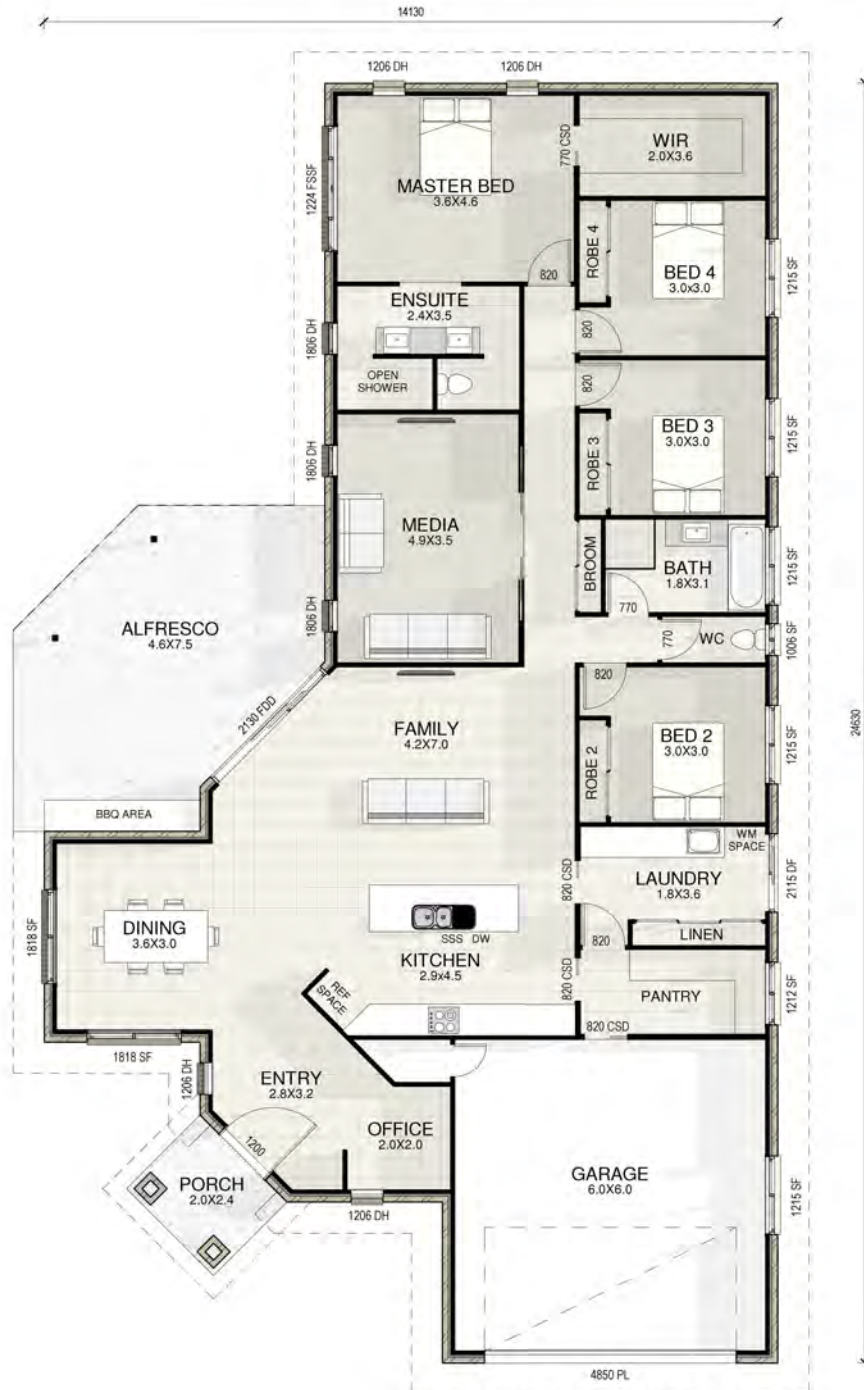 14130
1206 DH
1206 DH
WIR
2.0X3.6
770 CSD
MASTER BED
3.6X4.6
1224 FSSF
820
ROBE 4
BED 4
3.0x3.0
1215 SF
ENSUITE
2.4X3.5
1806 DH
820
OPEN
SHOWER
820
BED 3
3.0X3.0
ROBE 3
1215 SF
1806 DH
MEDIA
4.9X3.5
BROOM
BATH
1.8X3.1
1215 SF
770
1806 DH
ALFRESCO
4.6X7.5
770
WC
1006 SF
820
2130 FDD
FAMILY
4.2X7.0
BED 2
3.0X3.0
ROBE 2
1215 SF
24630
BBQ AREA
WM
SPACE
820 CSD
LAUNDRY
1.8X3.6
2115 DF
DINING
3.6X3.0
1818 SF
SSS DW
820
LINEN
KITCHEN
2.9x4.5
820 CSD
REF
SPACE
PANTRY
1212 SF
820 CSD
1818 SF
1206 DH
ENTRY
2.8X3.2
OFFICE
2.0X2.0
1200
PORCH
2.0X2.4
GARAGE
6.0X6.0
1215 SF
1206 DH
4850 PL